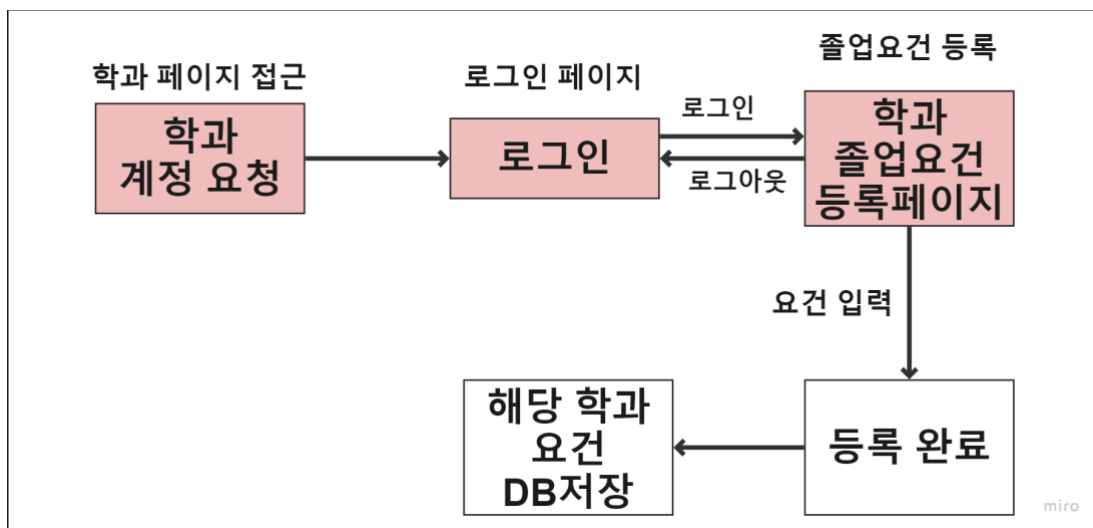 학과 페이지 접근
학과
계정 요청
로그인 페이지
로그인
로그인
로그아웃
졸업요건 등록
학과
졸업요건
등록페이지
요건 입력
등록 완료
해당 학과
요건
DB저장
miro